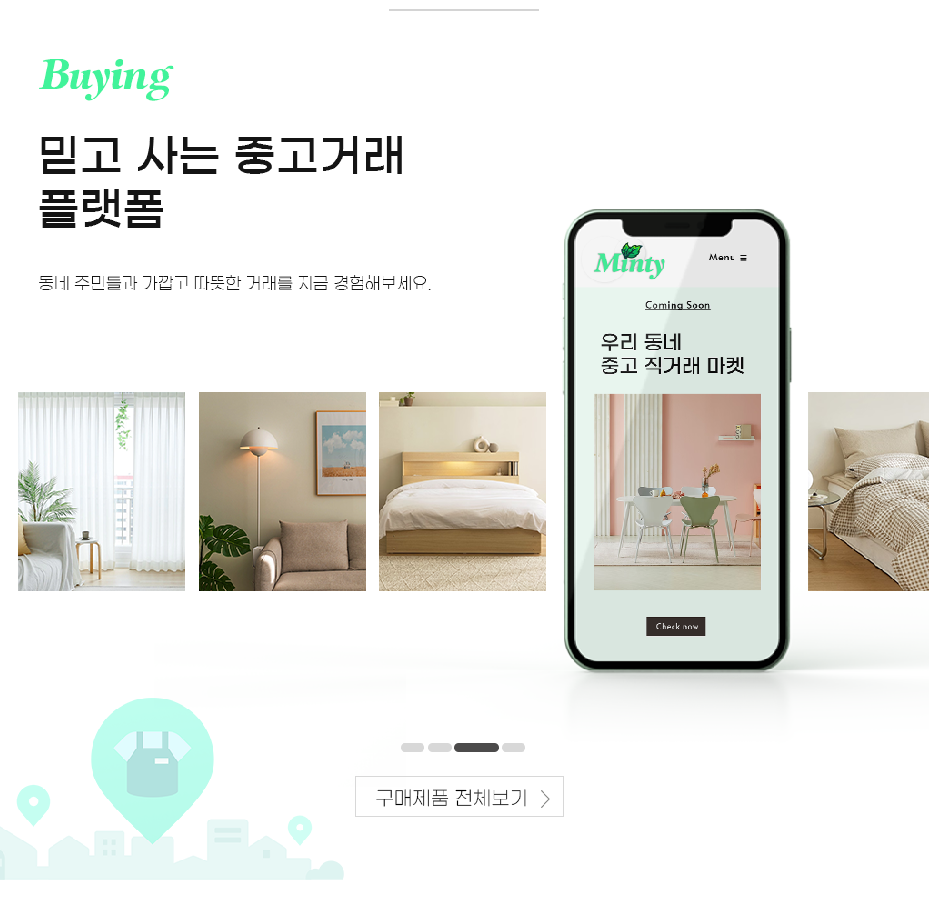 Buying
믿고 사는 중고거래
플랫폼
동네 주민들과 가깝고 따뜻한 거래를 지금 경험해보세요.
Minty
Menu
Coming Soon
우리 동네
중고 직거래 마켓
Check now
구매제품 전체보기